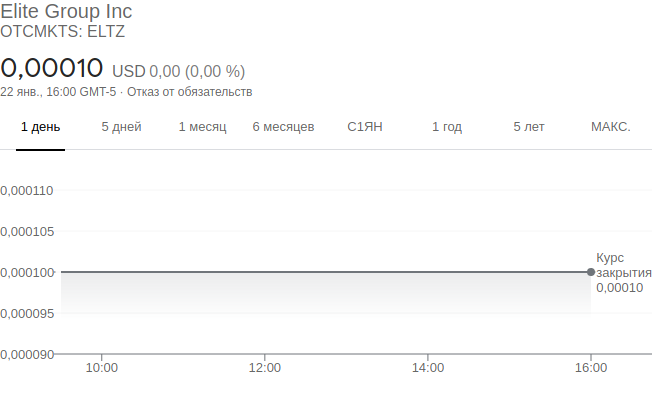 Elite Group Inc
OTCMKTS: ELTZ
0,00010 USD 0,00 (0,00 %)
22 янв., 16:00 GMT-5 · Отказ от обязательств
1 день 5 дней 1 месяц 6 месяцев С1ЯН 1 год 5 лет МАКС.
0,000110
0,000105
Курс
0,000100 закрытия
0,00010
0,000095
0,000090
10:00 12:00 14:00 16:00